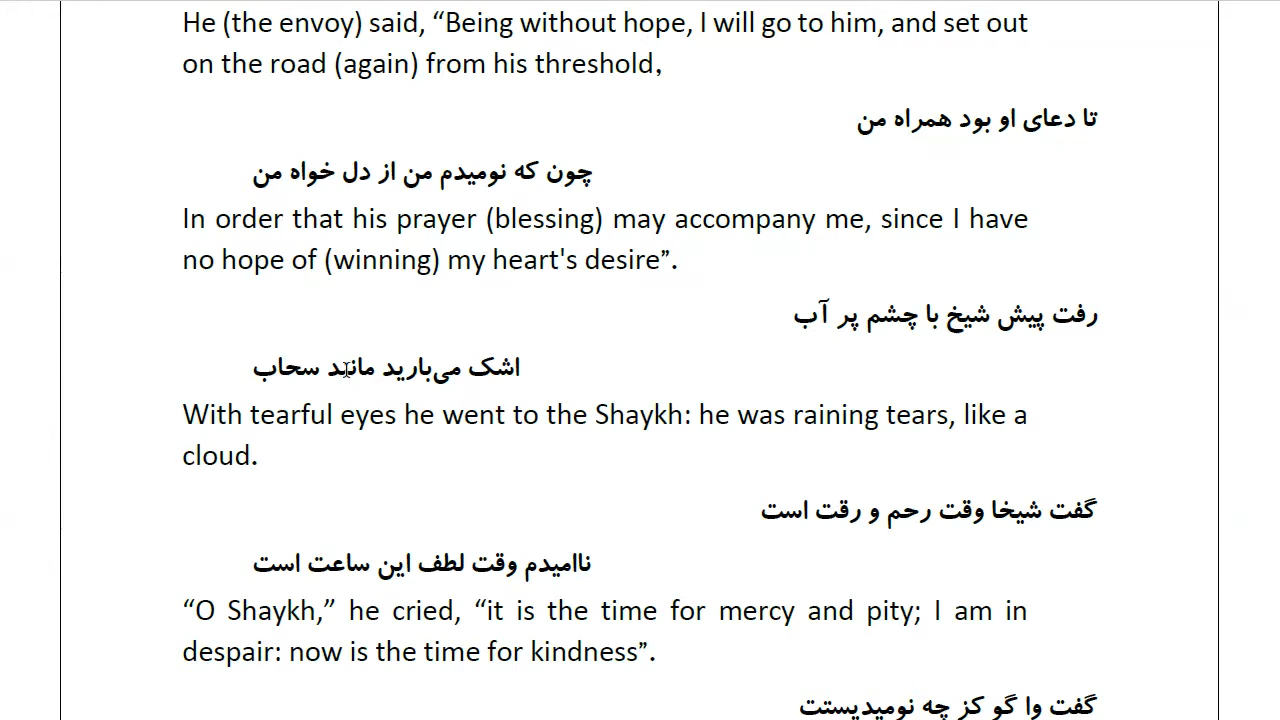 He (the envoy) said, “Being without hope, I will go to him, and set out
on the road (again) from his threshold,
تا دعای او بود همراه من
چون که نومیدم من از دل خواه من
In order that his prayer (blessing) may accompany me, since I have
no hope of (winning) my heart's desire”.
رفت پیش شیخ با چشم پر آب
اشک می‌بارید مانند سحاب
With tearful eyes he went to the Shaykh: he was raining tears, like a
cloud.
گفت شیخا وقت رحم و رقت است
ناامیدم وقت لطف این ساعت است
“O Shaykh,” he cried, “it is the time for mercy and pity; I am in
despair: now is the time for kindness”.
گفت وا گو کز چه نومیدیستت